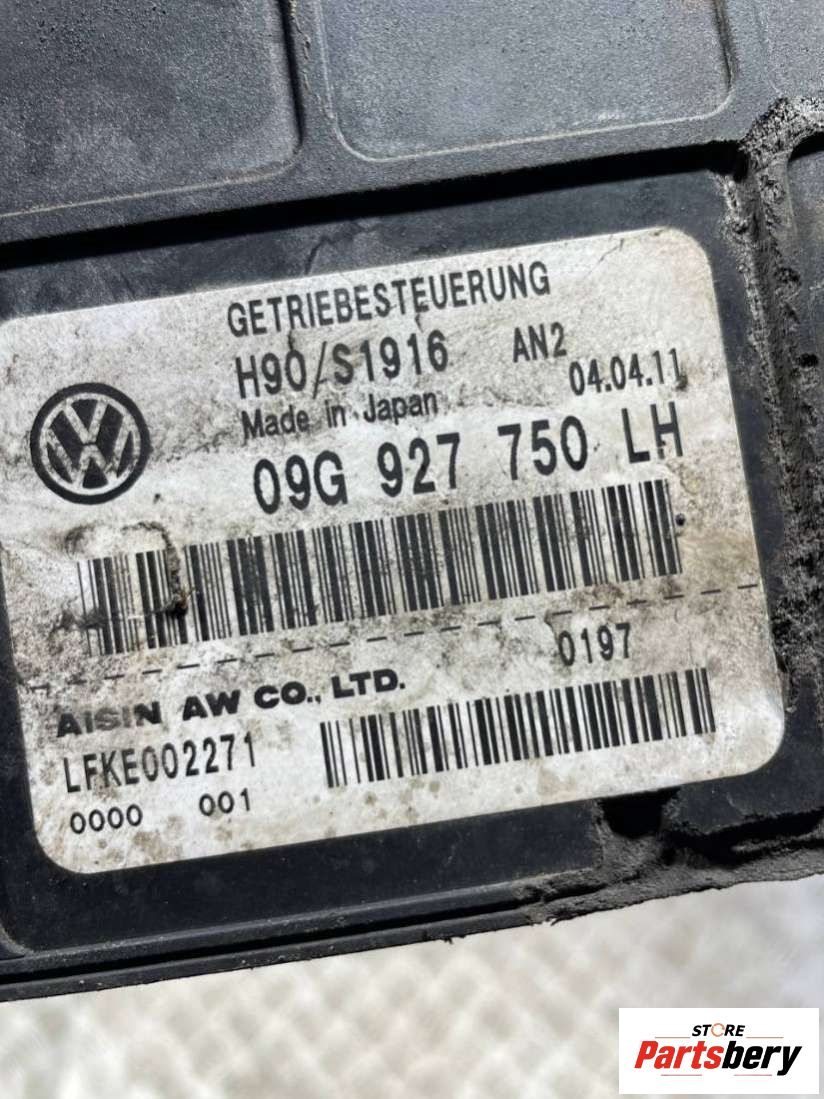 GETRIEBESTEUERUNG
H90/S1916 AN2
Made in Japan 04.04.11
09G 927 750 LH
0197
AISIN AW CO., LTD.
LFKE002271
0000 001
STORE
Partsbery